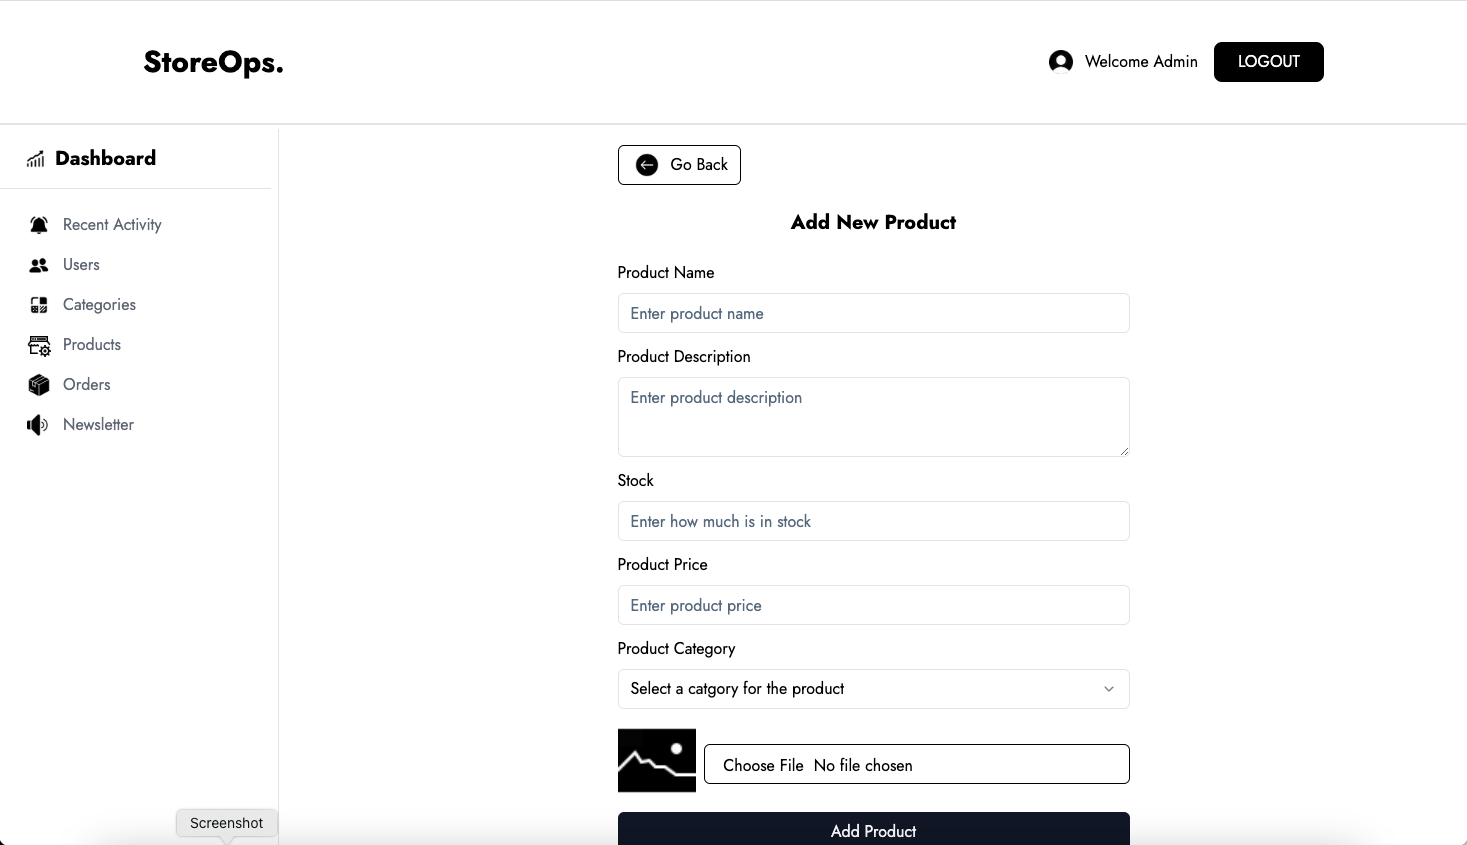 StoreOps.
Welcome Admin
LOGOUT
Dashboard
Recent Activity
Users
Categories
Products
Orders
Newsletter
Go Back
Add New Product
Product Name
Enter product name
Product Description
Enter product description
Stock
Enter how much is in stock
Product Price
Enter product price
Product Category
Select a catgory for the product
Choose File No file chosen
Add Product
Screenshot